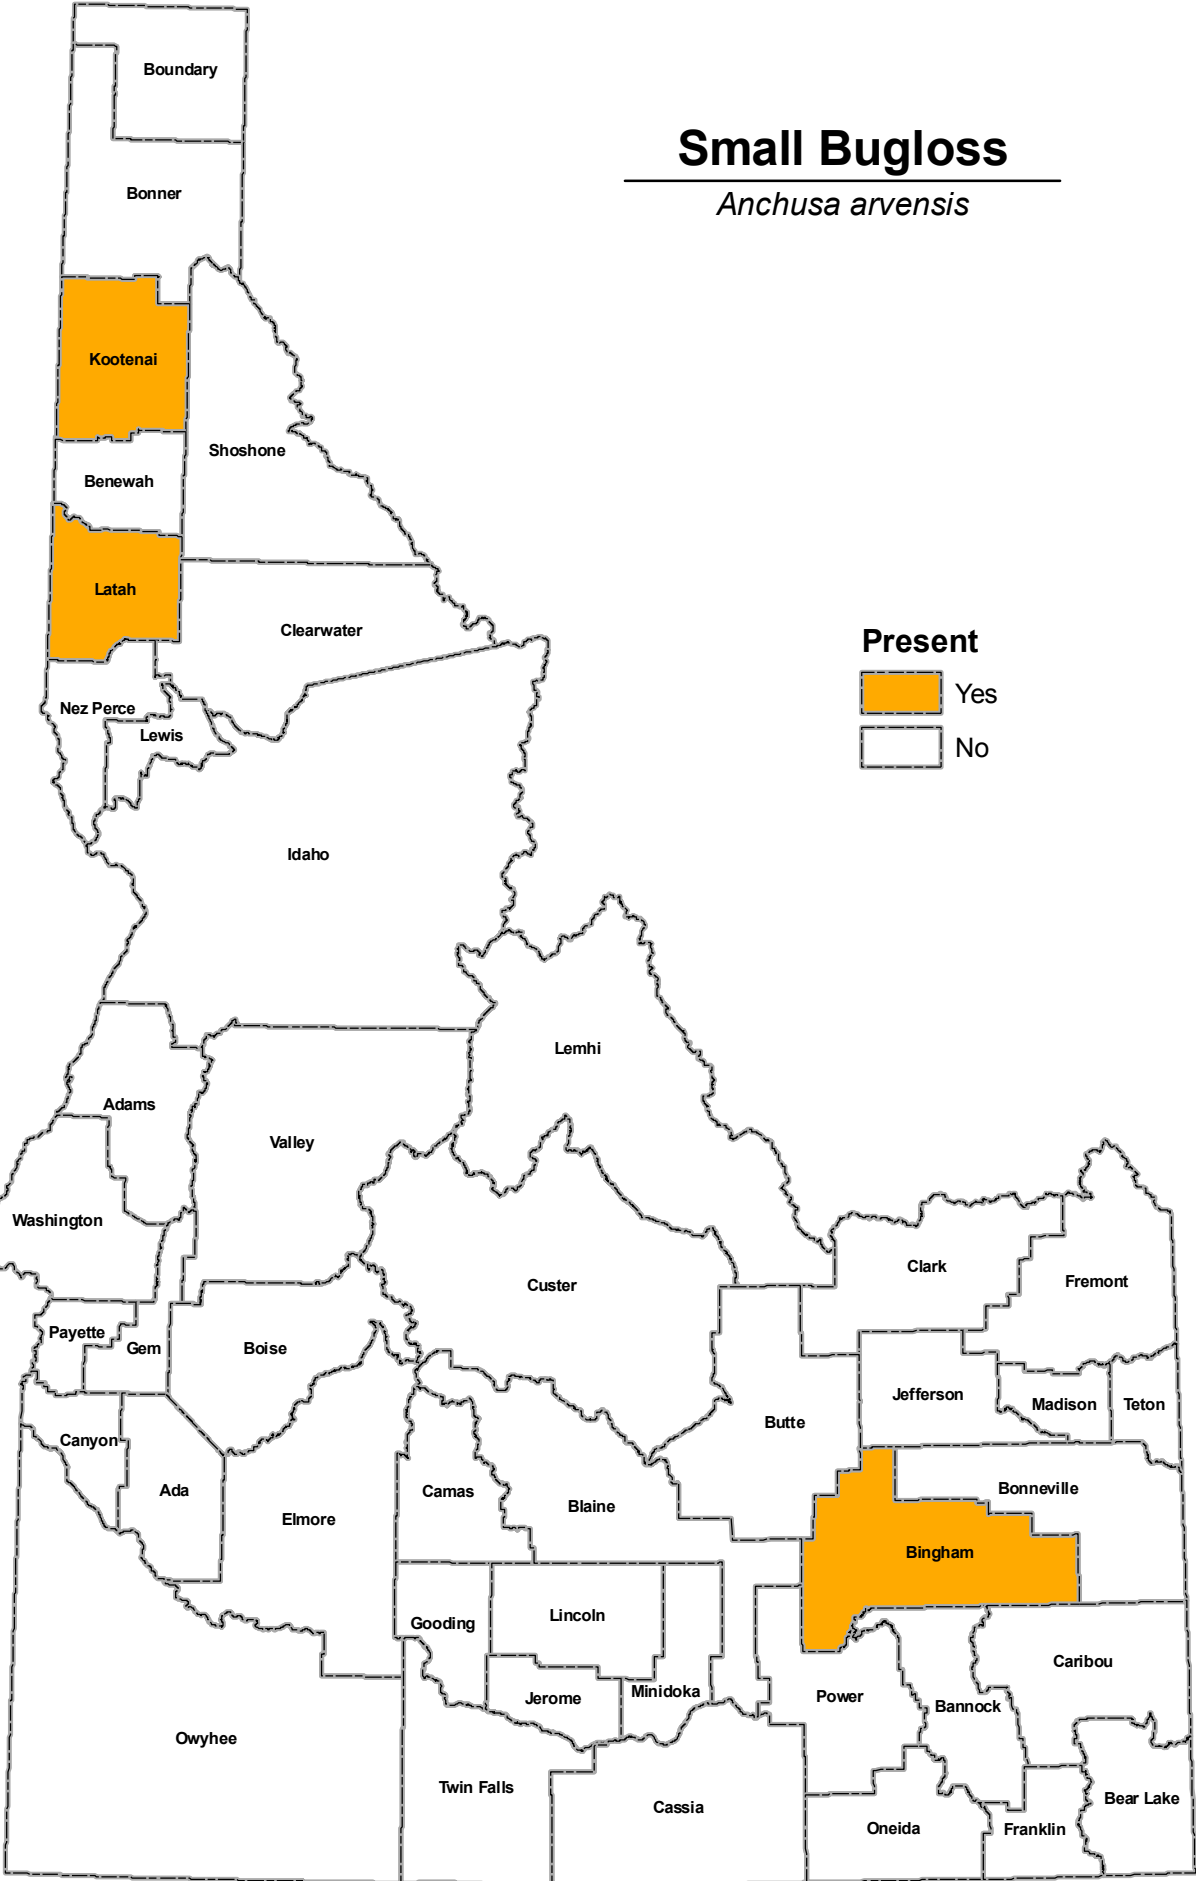 Boundary
Small Bugloss
Anchusa arvensis
Bonner
Kootenai
Shoshone
Benewah
Latah
Clearwater
Present
Yes
No
Nez Perce
Lewis
Idaho
Lemhi
Adams
Valley
Washington
Clark
Fremont
Custer
Payette
Gem
Boise
Jefferson
Madison
Teton
Butte
Canyon
Ada
Camas
Blaine
Bonneville
Elmore
Bingham
Gooding
Lincoln
Caribou
Jerome
Minidoka
Power
Bannock
Owyhee
Twin Falls
Cassia
Bear Lake
Oneida
Franklin